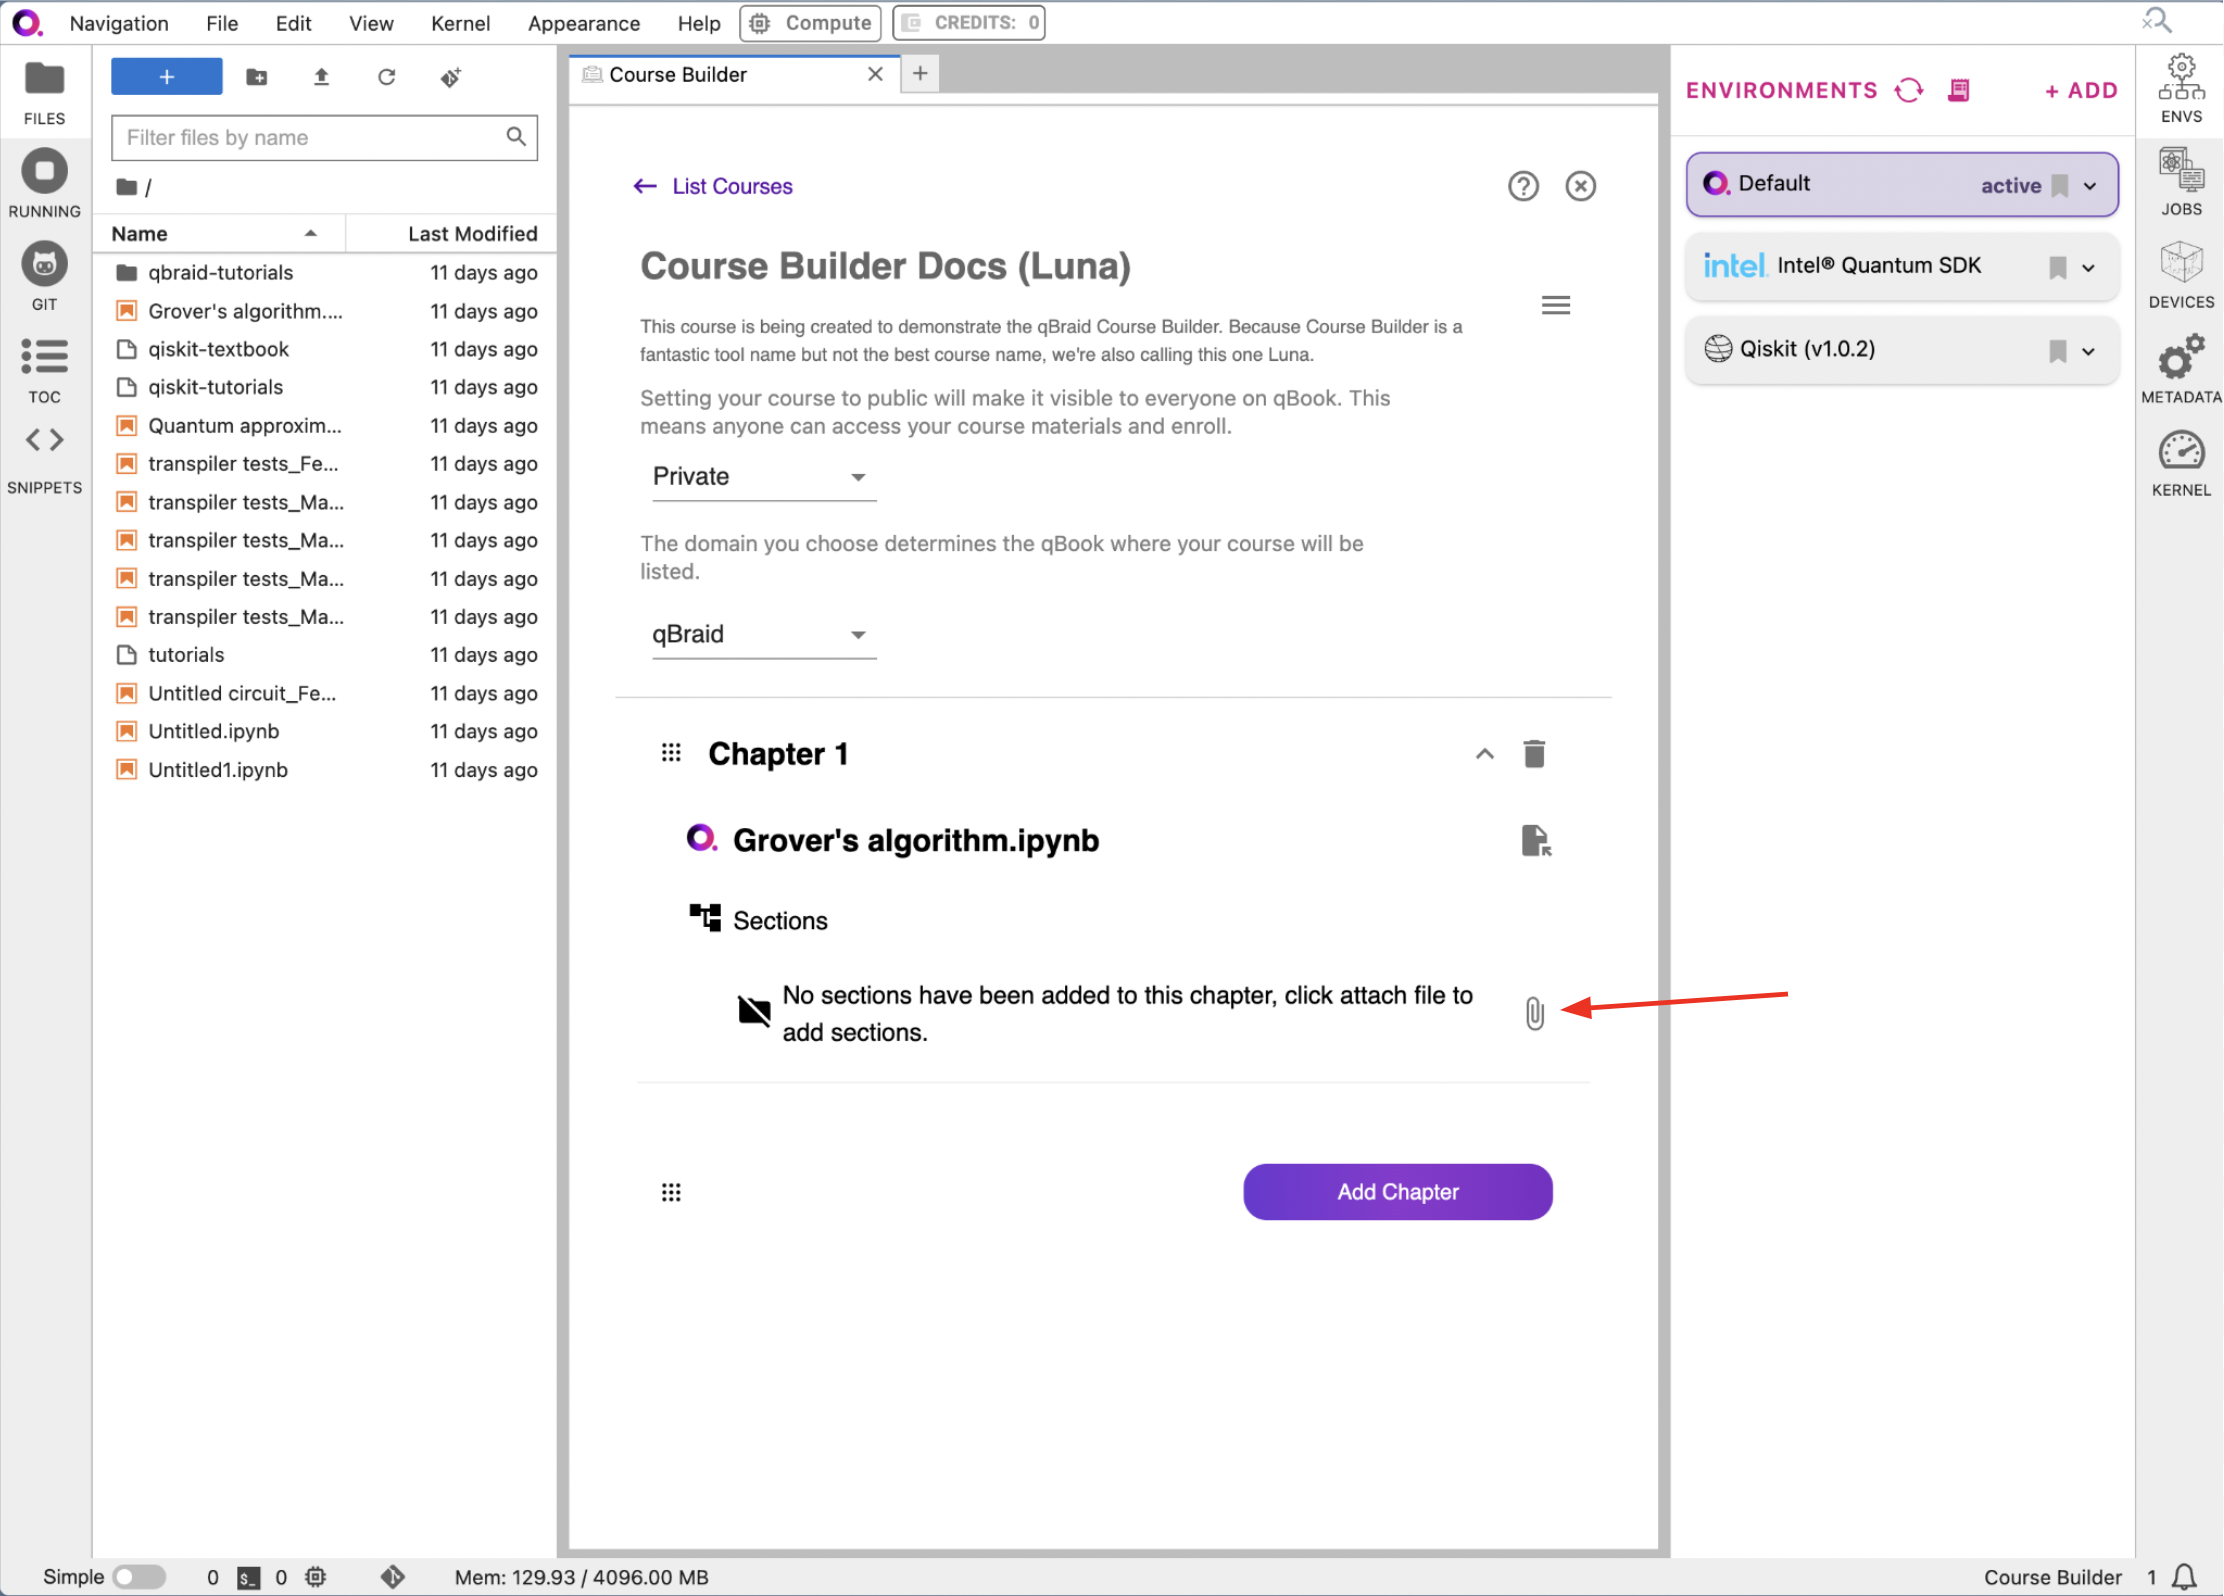 Navigation File Edit View Kernel Appearance Help Compute CREDITS: 0
FILES
RUNNING
GIT
TOC
SNIPPETS
+
Filter files by name
/
Name Last Modified
qbraid-tutorials 11 days ago
Grover's algorithm.... 11 days ago
qiskit-textbook 11 days ago
qiskit-tutorials 11 days ago
Quantum approxim... 11 days ago
transpiler tests_Fe... 11 days ago
transpiler tests_Ma... 11 days ago
transpiler tests_Ma... 11 days ago
transpiler tests_Ma... 11 days ago
transpiler tests_Ma... 11 days ago
tutorials 11 days ago
Untitled circuit_Fe... 11 days ago
Untitled.ipynb 11 days ago
Untitled1.ipynb 11 days ago
Course Builder
List Courses
Course Builder Docs (Luna)
This course is being created to demonstrate the qBraid Course Builder. Because Course Builder is a
fantastic tool name but not the best course name, we're also calling this one Luna.
Setting your course to public will make it visible to everyone on qBook. This
means anyone can access your course materials and enroll.
Private
The domain you choose determines the qBook where your course will be
listed.
qBraid
Chapter 1
Grover's algorithm.ipynb
Sections
No sections have been added to this chapter, click attach file to
add sections.
Add Chapter
ENVIRONMENTS + ADD
Default active
intel. Intel® Quantum SDK
Qiskit (v1.0.2)
ENVS
JOBS
DEVICES
METADATA
KERNEL
Simple 0 $_ 0 Mem: 129.93 / 4096.00 MB Course Builder 1